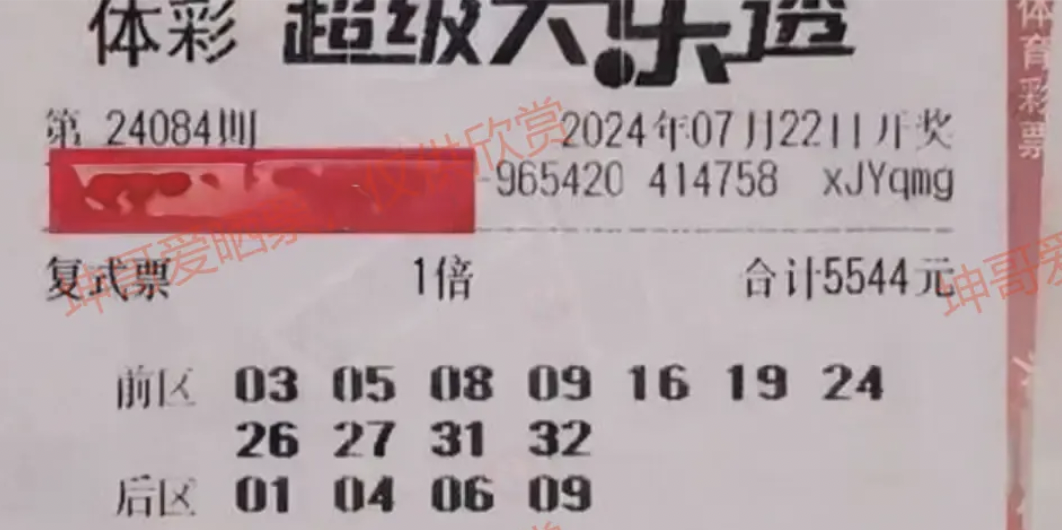 体彩 超级大乐透
第 24084期 2024年07月22日开奖
-965420 414758 xJYqmg
复式票 1倍 合计5544元
前区 03 05 08 09 16 19 24
26 27 31 32
后区 01 04 06 09
体育彩票
坤哥爱晒票,仅供欣赏
坤哥爱